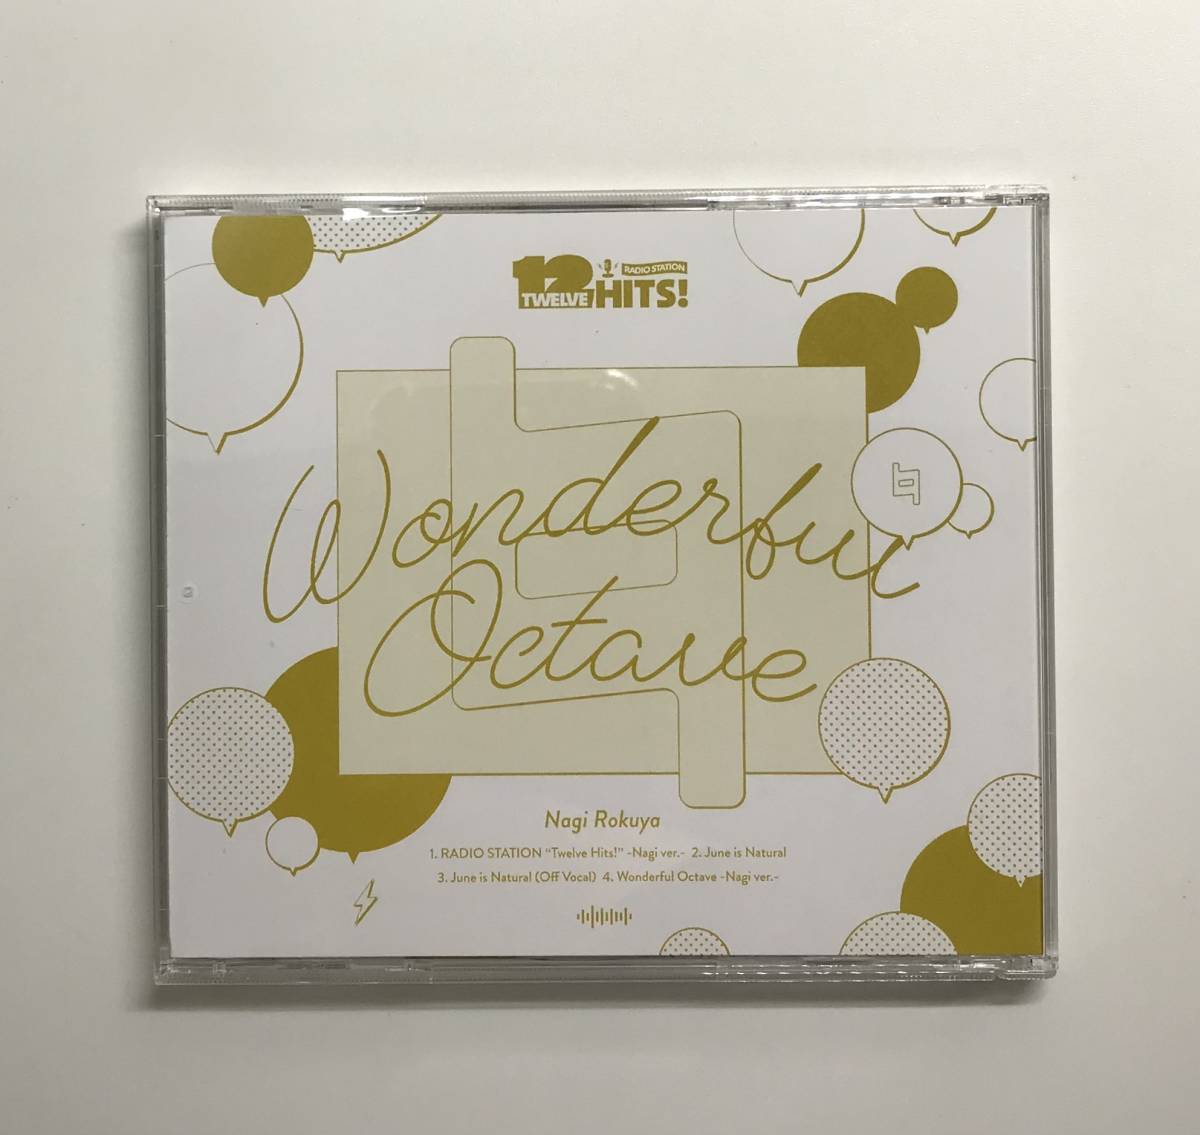 12
TWELVE
RADIO STATION
HITS!
Wonderful
Octave
Nagi Rokuya
1. RADIO STATION “Twelve Hits!” -Nagi ver.- 2. June is Natural
3. June is Natural (Off Vocal) 4. Wonderful Octave -Nagi ver.-